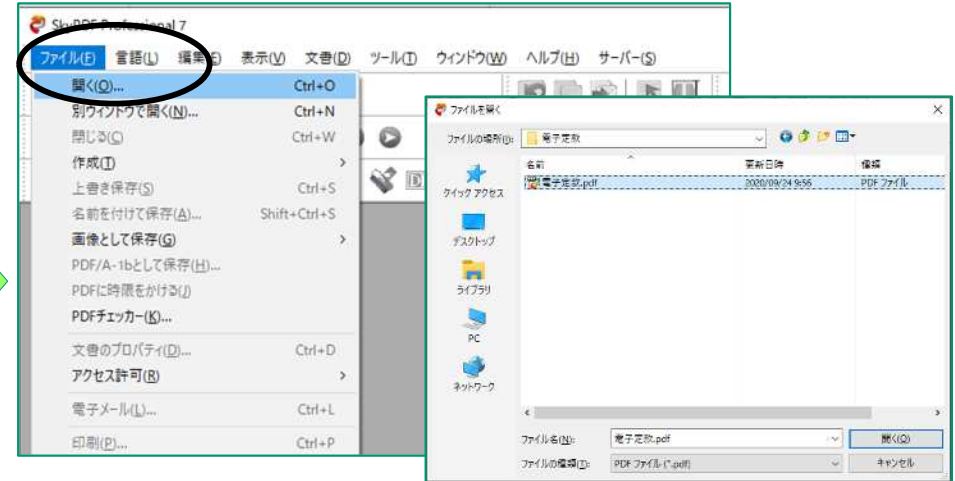 SkyPDF Professional 7
ファイル(F) 言語(L) 編集(E) 表示(V) 文書(D) ツール(T) ウィンドウ(W) ヘルプ(H) サーバー(S)
開く(O)... Ctrl+O
別ウィンドウで開く(N)... Ctrl+N
閉じる(C) Ctrl+W
作成(T)
上書き保存(S) Ctrl+S
名前を付けて保存(A)... Shift+Ctrl+S
画像として保存(G)
PDF/A-1bとして保存(H)...
PDFに時限をかける(J)
PDFチェッカー(K)...
文書のプロパティ(D)... Ctrl+D
アクセス許可(R)
電子メール(L)... Ctrl+L
印刷(P)... Ctrl+P
ファイルを開く
ファイルの場所(I): 電子定款
名前 更新日時 種類
電子定款.pdf 2020/09/24 9:56 PDF ファイル
クイック アクセス
デスクトップ
ライブラリ
PC
ネットワーク
ファイル名(N): 電子定款.pdf 開く(O)
ファイルの種類(T): PDF ファイル (*.pdf) キャンセル